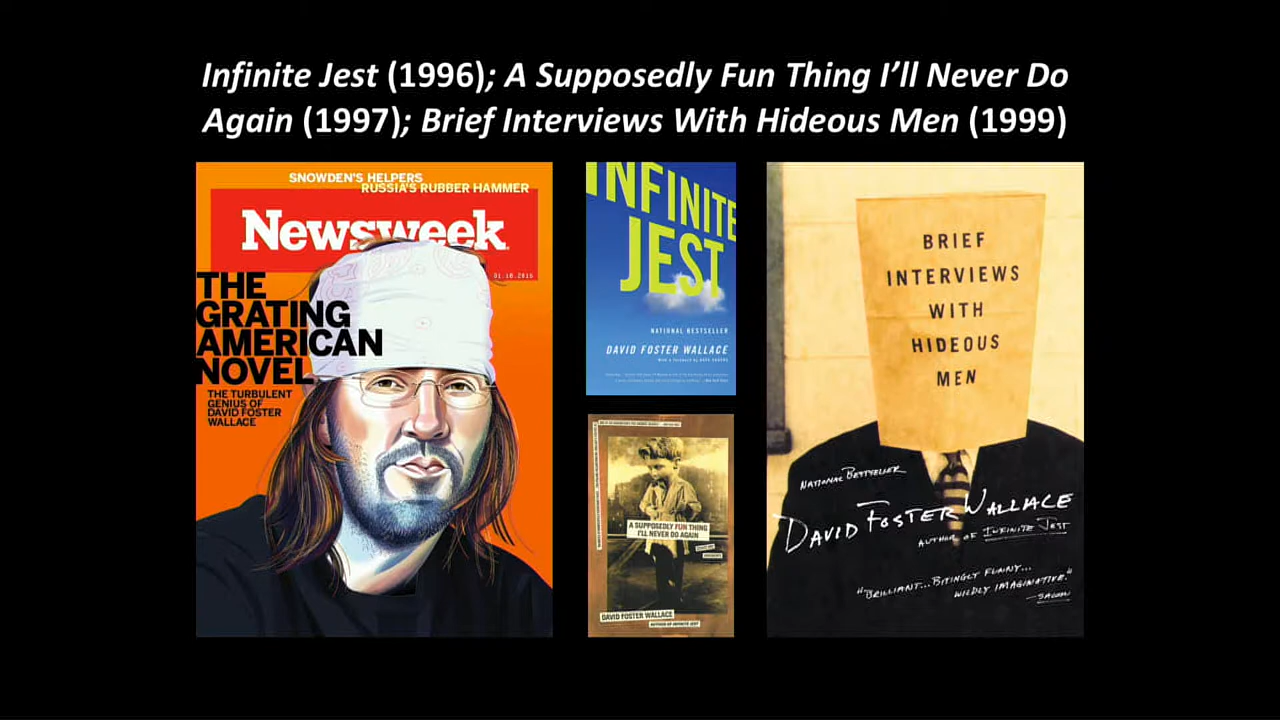 Infinite Jest (1996); A Supposedly Fun Thing I’ll Never Do
Again (1997); Brief Interviews With Hideous Men (1999)
SNOWDEN'S HELPERS
RUSSIA'S RUBBER HAMMER
Newsweek
THE
GRATING
AMERICAN
NOVEL
THE TURBULENT
GENIUS OF
DAVID FOSTER
WALLACE
INFINITE
JEST
NATIONAL BESTSELLER
DAVID FOSTER WALLACE
A SUPPOSEDLY FUN THING
I'LL NEVER DO AGAIN
DAVID FOSTER WALLACE
AUTHOR OF INFINITE JEST
BRIEF
INTERVIEWS
WITH
HIDEOUS
MEN
NATIONAL BESTSELLER
DAVID FOSTER WALLACE
AUTHOR OF INFINITE JEST
"BRILLIANT...BITINGLY FUNNY...
WILDLY IMAGINATIVE."
—SALON